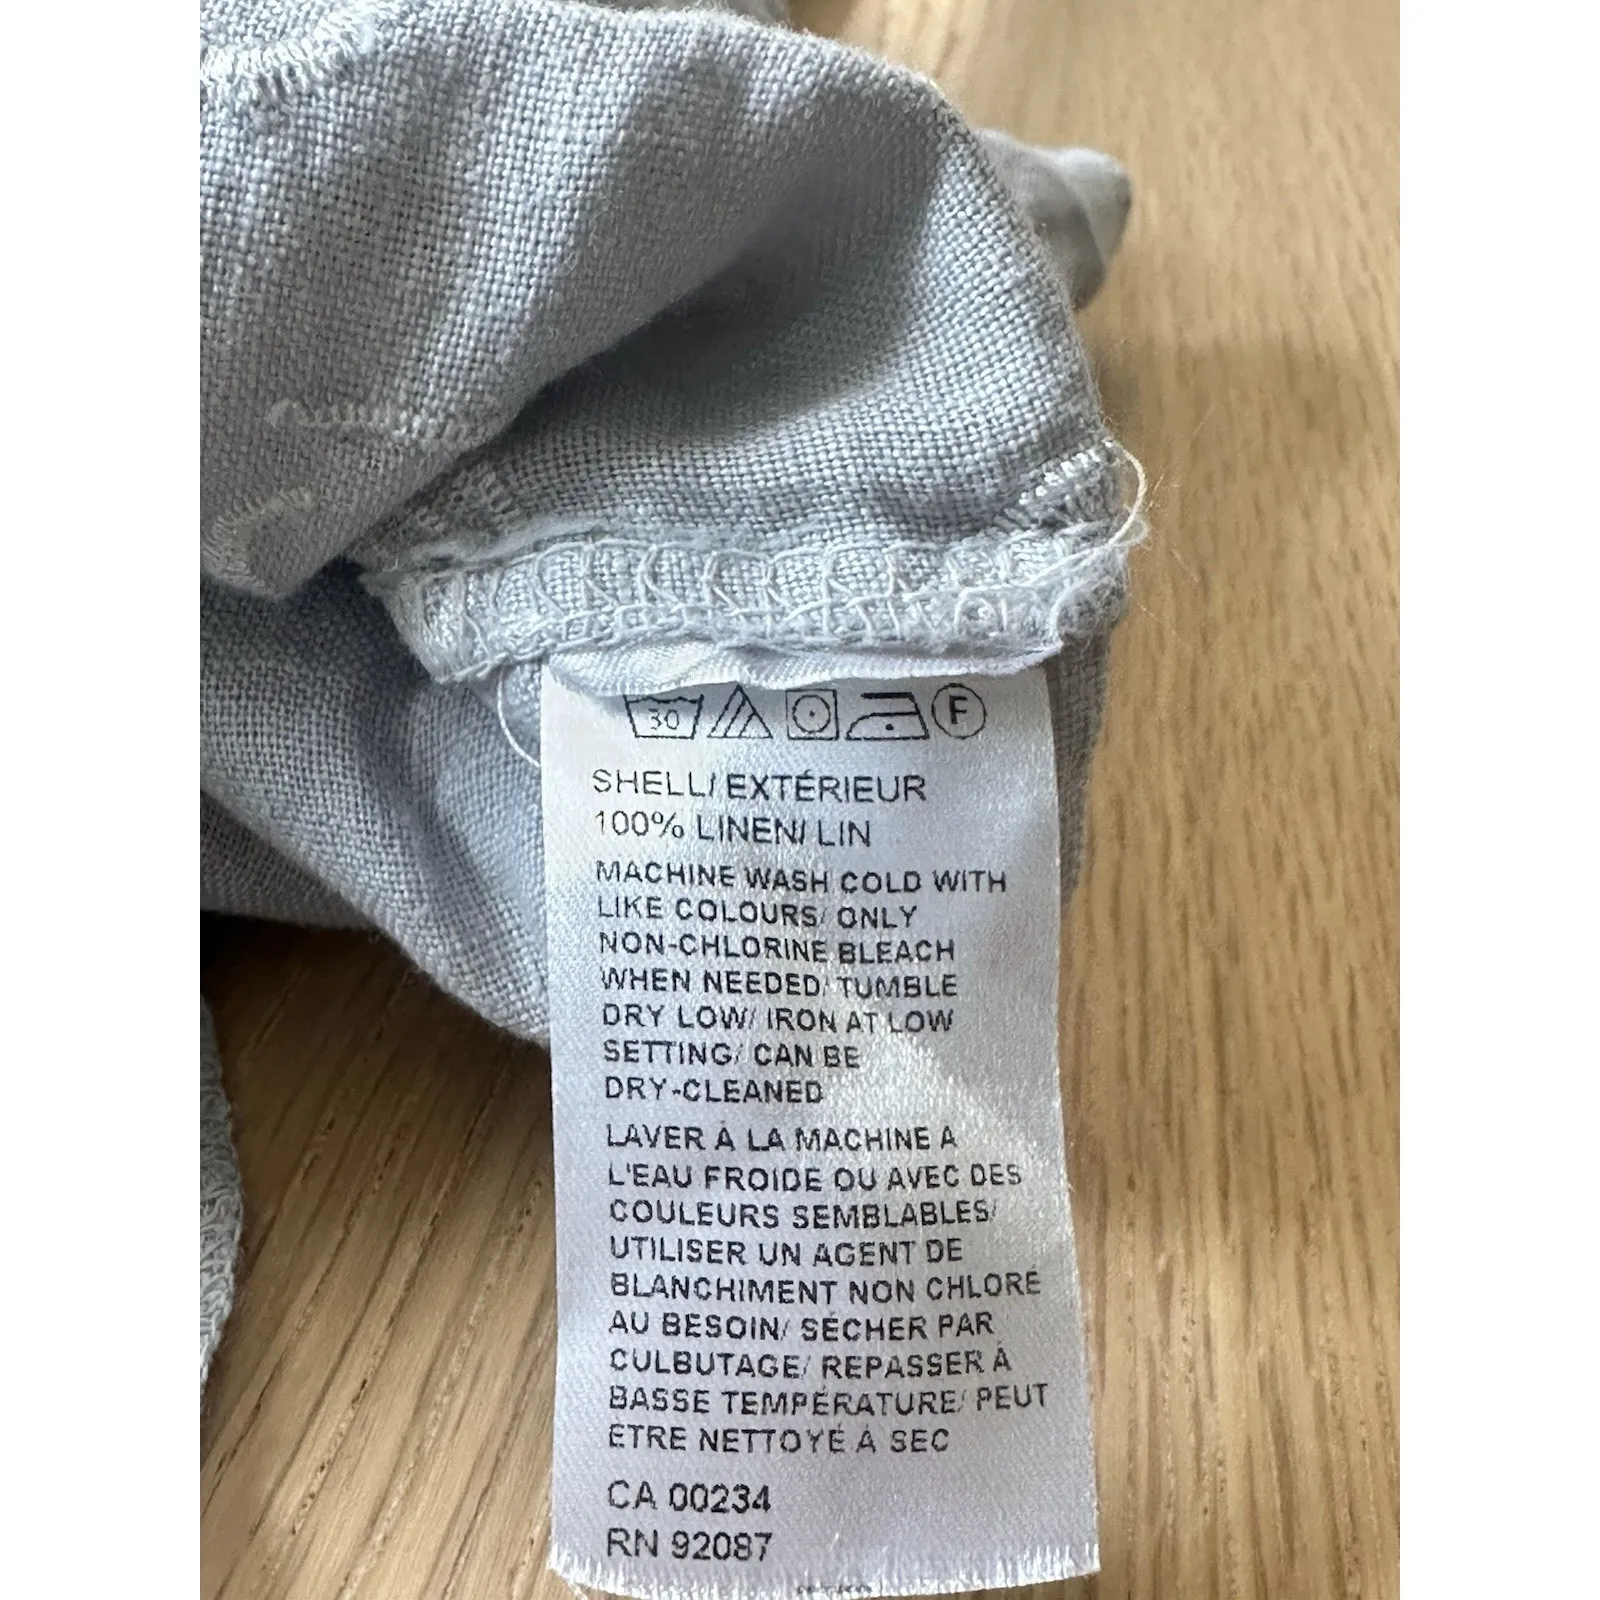 30 F
SHELL/ EXTÉRIEUR
100% LINEN/ LIN
MACHINE WASH COLD WITH
LIKE COLOURS/ ONLY
NON-CHLORINE BLEACH
WHEN NEEDED/ TUMBLE
DRY LOW/ IRON AT LOW
SETTING/ CAN BE
DRY-CLEANED
LAVER À LA MACHINE A
L'EAU FROIDE OU AVEC DES
COULEURS SEMBLABLES/
UTILISER UN AGENT DE
BLANCHIMENT NON CHLORÉ
AU BESOIN/ SÉCHER PAR
CULBUTAGE/ REPASSER À
BASSE TEMPÉRATURE/ PEUT
ETRE NETTOYÉ À SEC
CA 00234
RN 92087